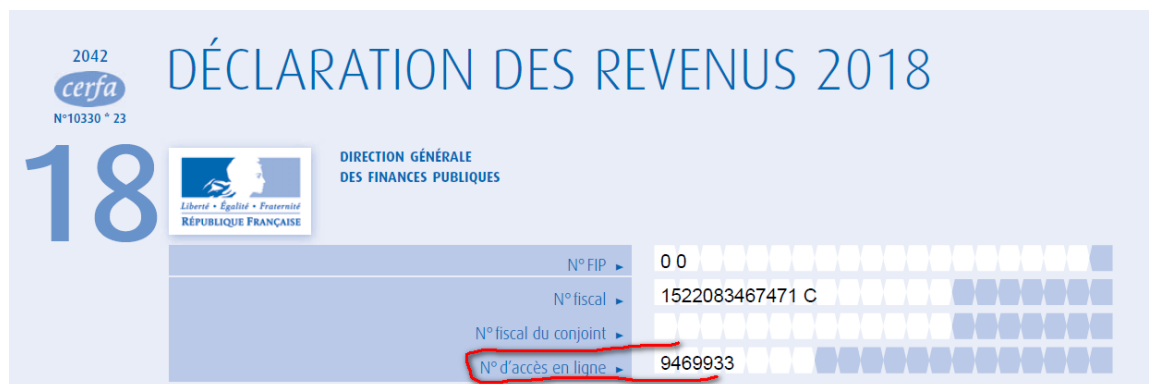 2042
cerfa
N°10330 * 23
DÉCLARATION DES REVENUS 2018
18
Liberté • Égalité • Fraternité
RÉPUBLIQUE FRANÇAISE
DIRECTION GÉNÉRALE
DES FINANCES PUBLIQUES
N° FIP ► 0 0
N° fiscal ► 1522083467471 C
N° fiscal du conjoint ►
N° d'accès en ligne ► 9469933